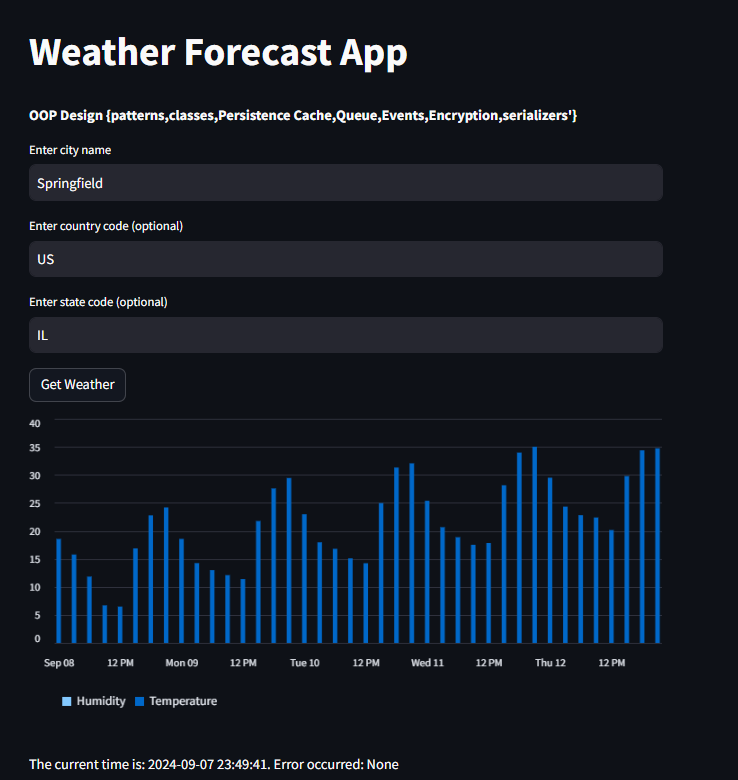 Weather Forecast App
OOP Design {patterns,classes,Persistence Cache,Queue,Events,Encryption,serializers'}
Enter city name
Springfield
Enter country code (optional)
US
Enter state code (optional)
IL
Get Weather
40
35
30
25
20
15
10
5
0
Sep 08 12 PM Mon 09 12 PM Tue 10 12 PM Wed 11 12 PM Thu 12 12 PM
Humidity Temperature
The current time is: 2024-09-07 23:49:41. Error occurred: None